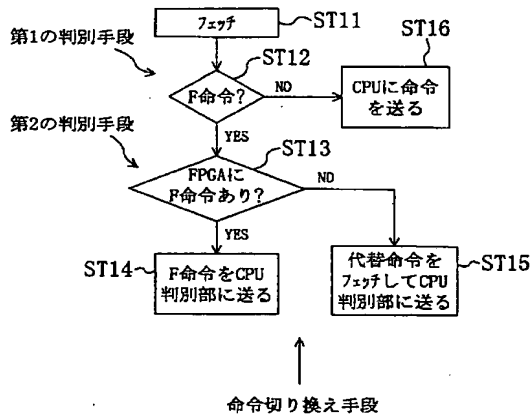 フェッチ
ST11
第1の判別手段
ST12
ST16
F命令?
NO
CPUに命令
を送る
第2の判別手段
YES
ST13
FPGAに
F命令あり?
NO
YES
ST14
F命令をCPU
判別部に送る
代替命令を
フェッチしてCPU
判別部に送る
ST15
命令切り換え手段